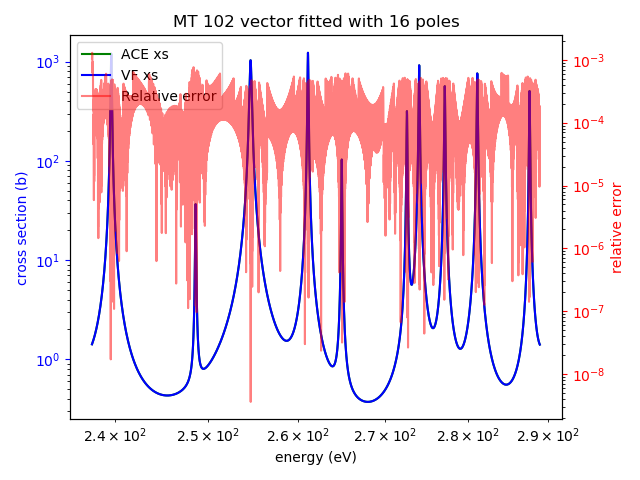 MT 102 vector fitted with 16 poles
ACE xs
VF xs
Relative error
10³
10²
10¹
10⁰
cross section (b)
10⁻³
10⁻⁴
10⁻⁵
10⁻⁶
10⁻⁷
10⁻⁸
relative error
2.4 × 10² 2.5 × 10² 2.6 × 10² 2.7 × 10² 2.8 × 10² 2.9 × 10²
energy (eV)